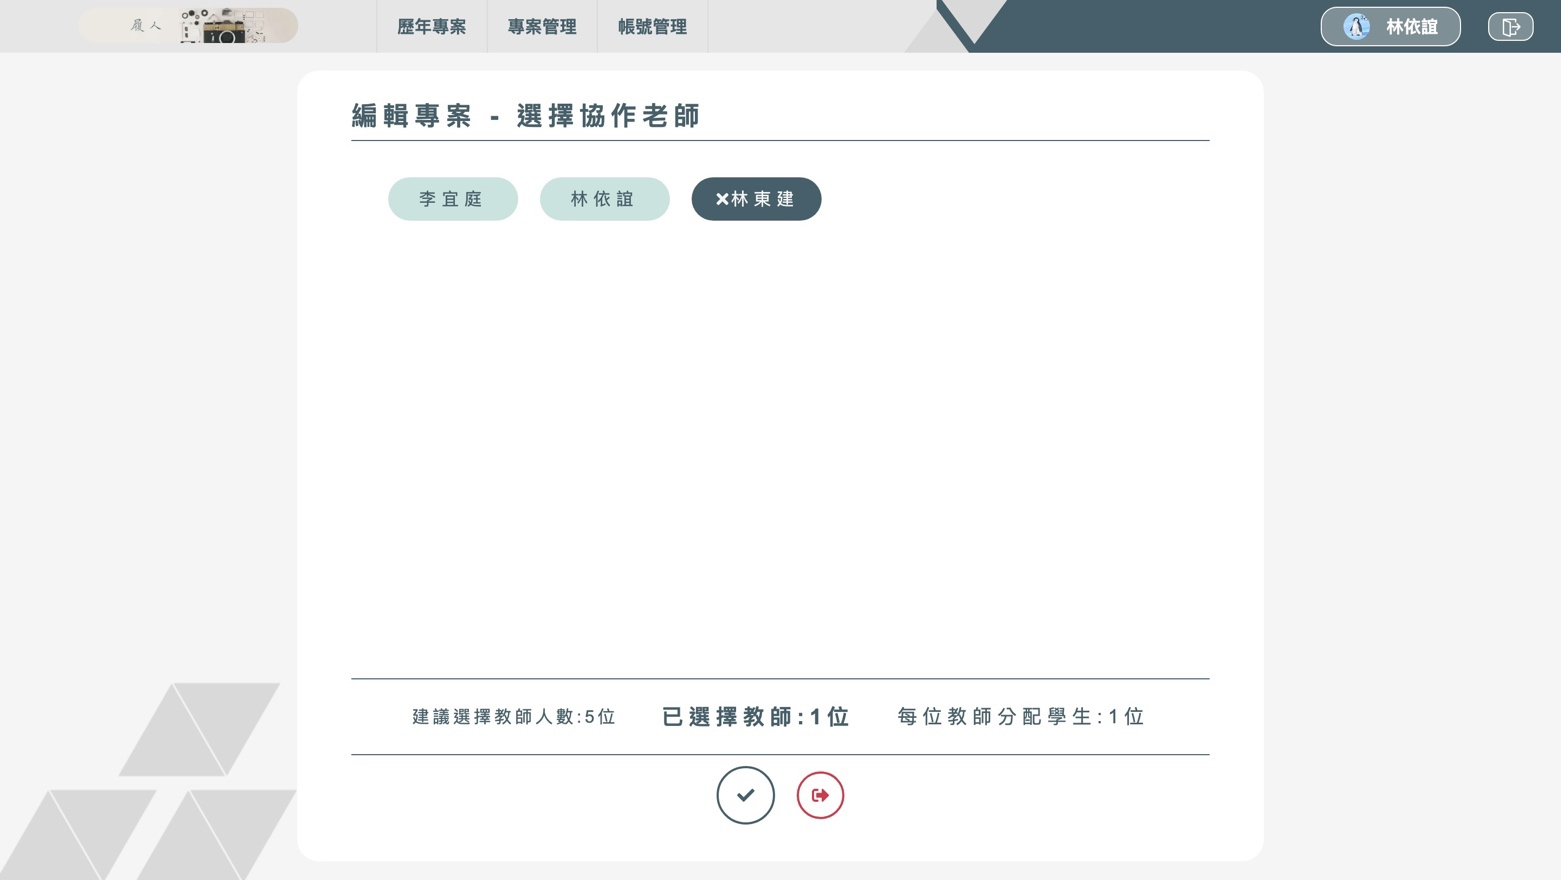 履人
歷年專案
專案管理
帳號管理
林依誼
編輯專案 - 選擇協作老師
李宜庭
林依誼
林東建
建議選擇教師人數:5位
已選擇教師:1位
每位教師分配學生:1位